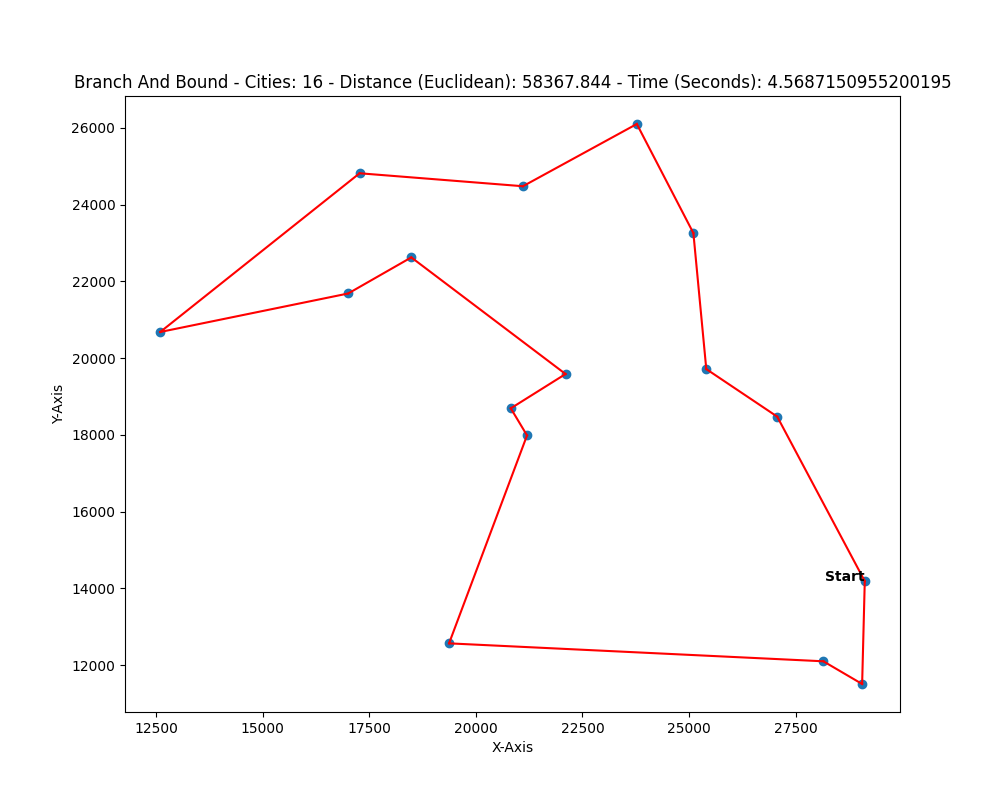 Branch And Bound - Cities: 16 - Distance (Euclidean): 58367.844 - Time (Seconds): 4.5687150955200195
26000
24000
22000
20000
18000
16000
14000
12000
Y-Axis
Start
12500 15000 17500 20000 22500 25000 27500
X-Axis